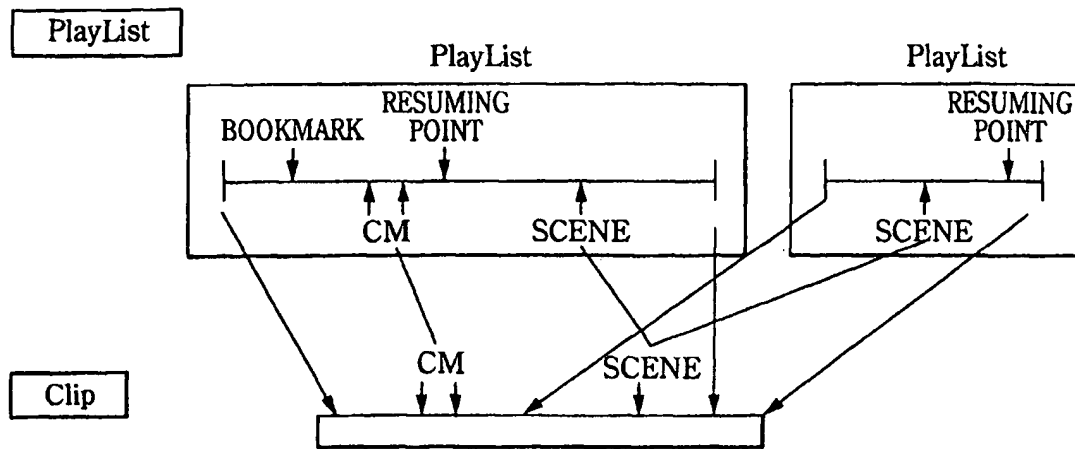 PlayList
PlayList
PlayList
BOOKMARK
RESUMING
POINT
RESUMING
POINT
CM
SCENE
SCENE
CM
SCENE
Clip